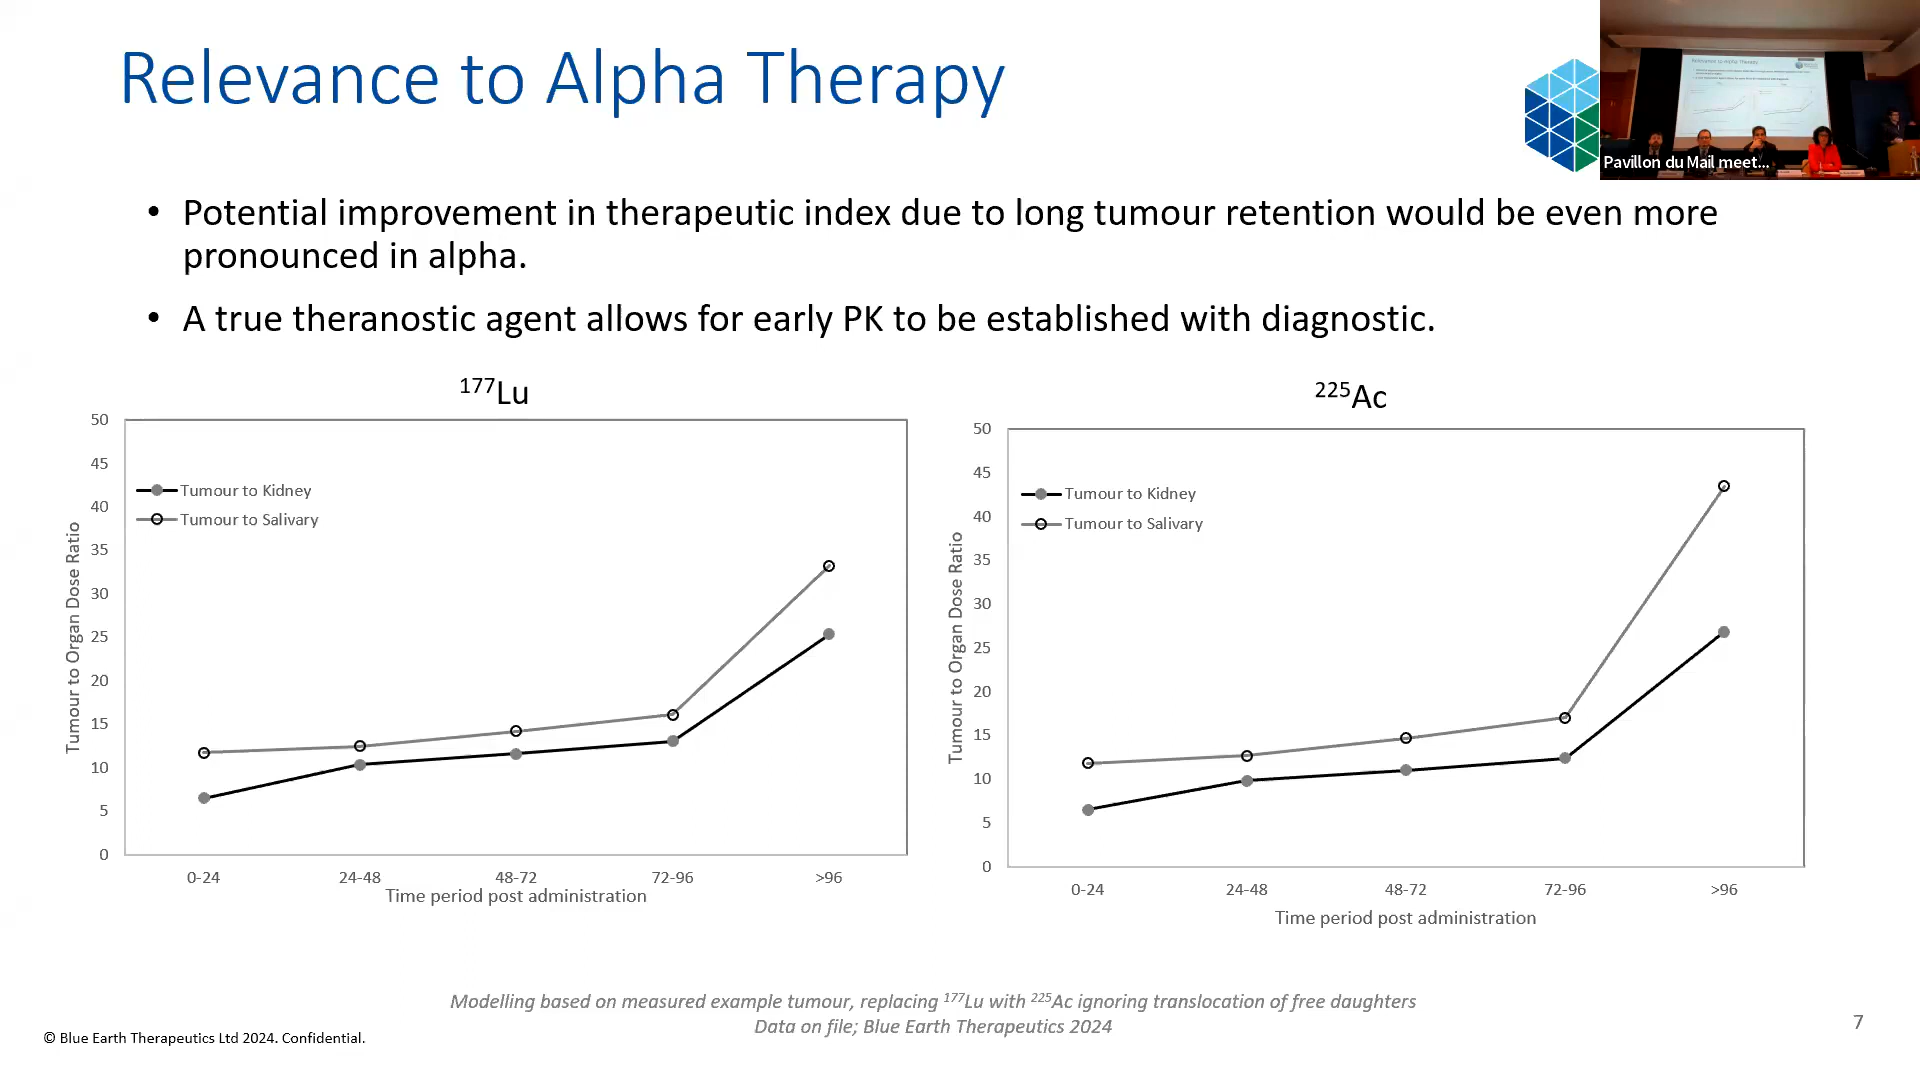 Relevance to Alpha Therapy
Pavillon du Mail meet...
• Potential improvement in therapeutic index due to long tumour retention would be even more
pronounced in alpha.
• A true theranostic agent allows for early PK to be established with diagnostic.
¹⁷⁷Lu
50
45
40
35
30
25
20
15
10
5
0
Tumour to Organ Dose Ratio
Tumour to Kidney
Tumour to Salivary
0-24 24-48 48-72 72-96 >96
Time period post administration
²²⁵Ac
50
45
40
35
30
25
20
15
10
5
0
Tumour to Organ Dose Ratio
Tumour to Kidney
Tumour to Salivary
0-24 24-48 48-72 72-96 >96
Time period post administration
Modelling based on measured example tumour, replacing ¹⁷⁷Lu with ²²⁵Ac ignoring translocation of free daughters
Data on file; Blue Earth Therapeutics 2024
© Blue Earth Therapeutics Ltd 2024. Confidential.
7